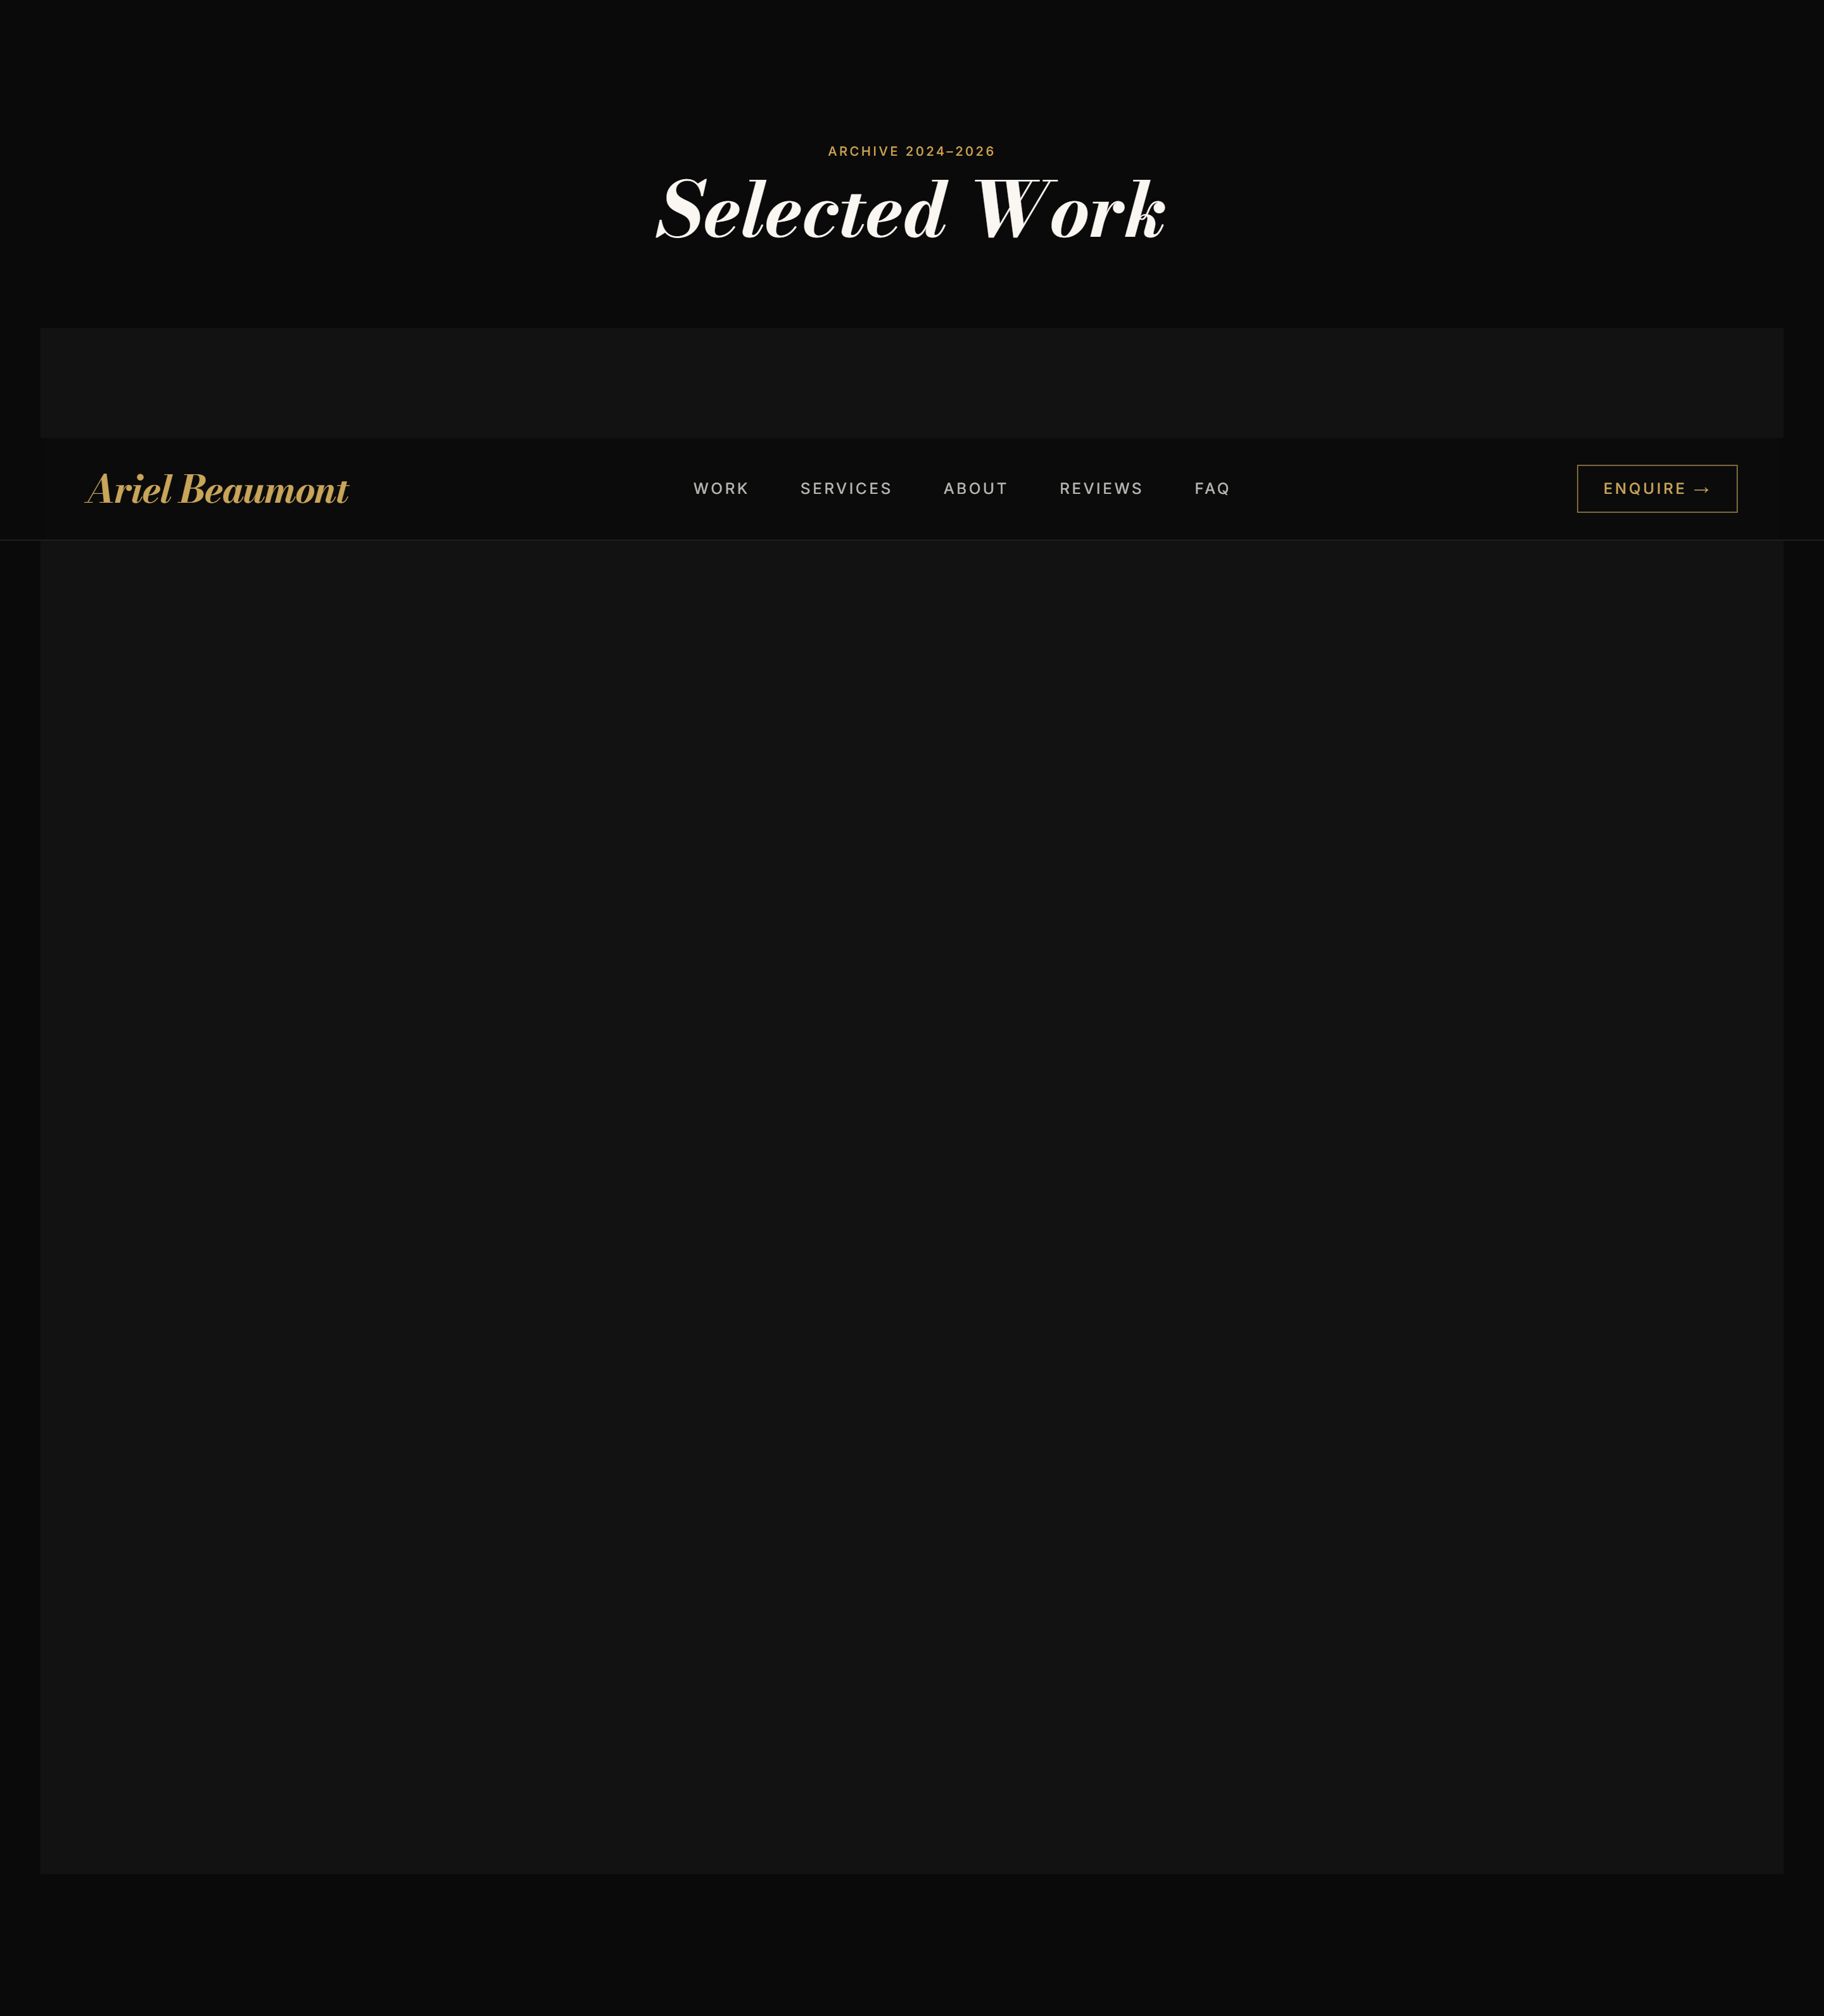 ARCHIVE 2024–2026
Selected Work
Ariel Beaumont
WORK SERVICES ABOUT REVIEWS FAQ
ENQUIRE →